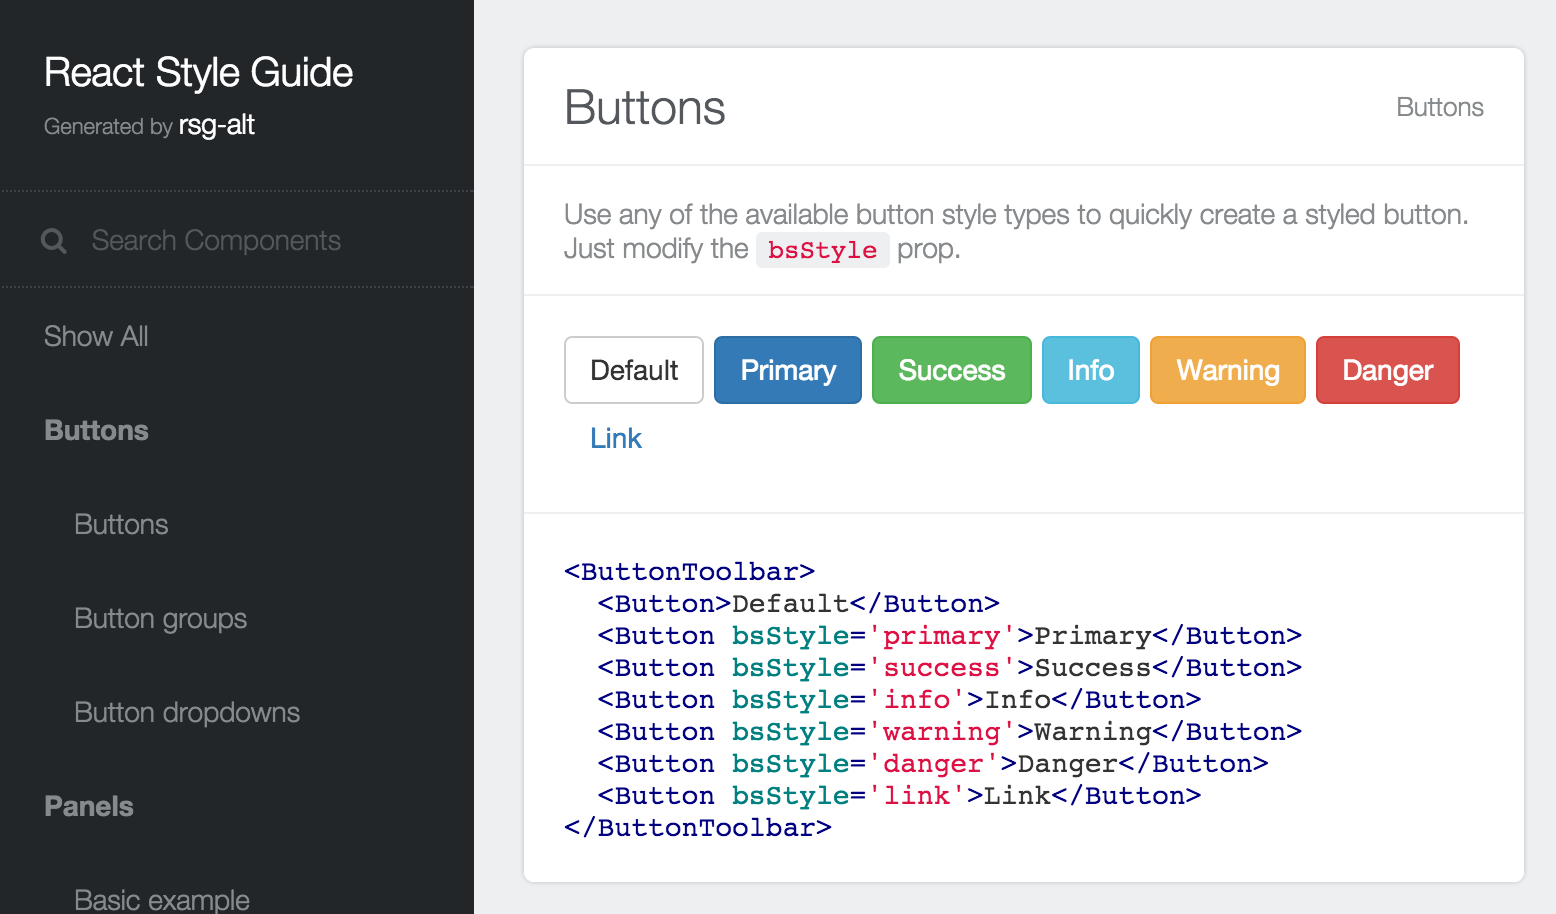 React Style Guide
Generated by rsg-alt
Search Components
Show All
Buttons
Buttons
Button groups
Button dropdowns
Panels
Basic example
Buttons
Buttons
Use any of the available button style types to quickly create a styled button.
Just modify the bsStyle prop.
Default Primary Success Info Warning Danger
Link
<ButtonToolbar>
  <Button>Default</Button>
  <Button bsStyle='primary'>Primary</Button>
  <Button bsStyle='success'>Success</Button>
  <Button bsStyle='info'>Info</Button>
  <Button bsStyle='warning'>Warning</Button>
  <Button bsStyle='danger'>Danger</Button>
  <Button bsStyle='link'>Link</Button>
</ButtonToolbar>